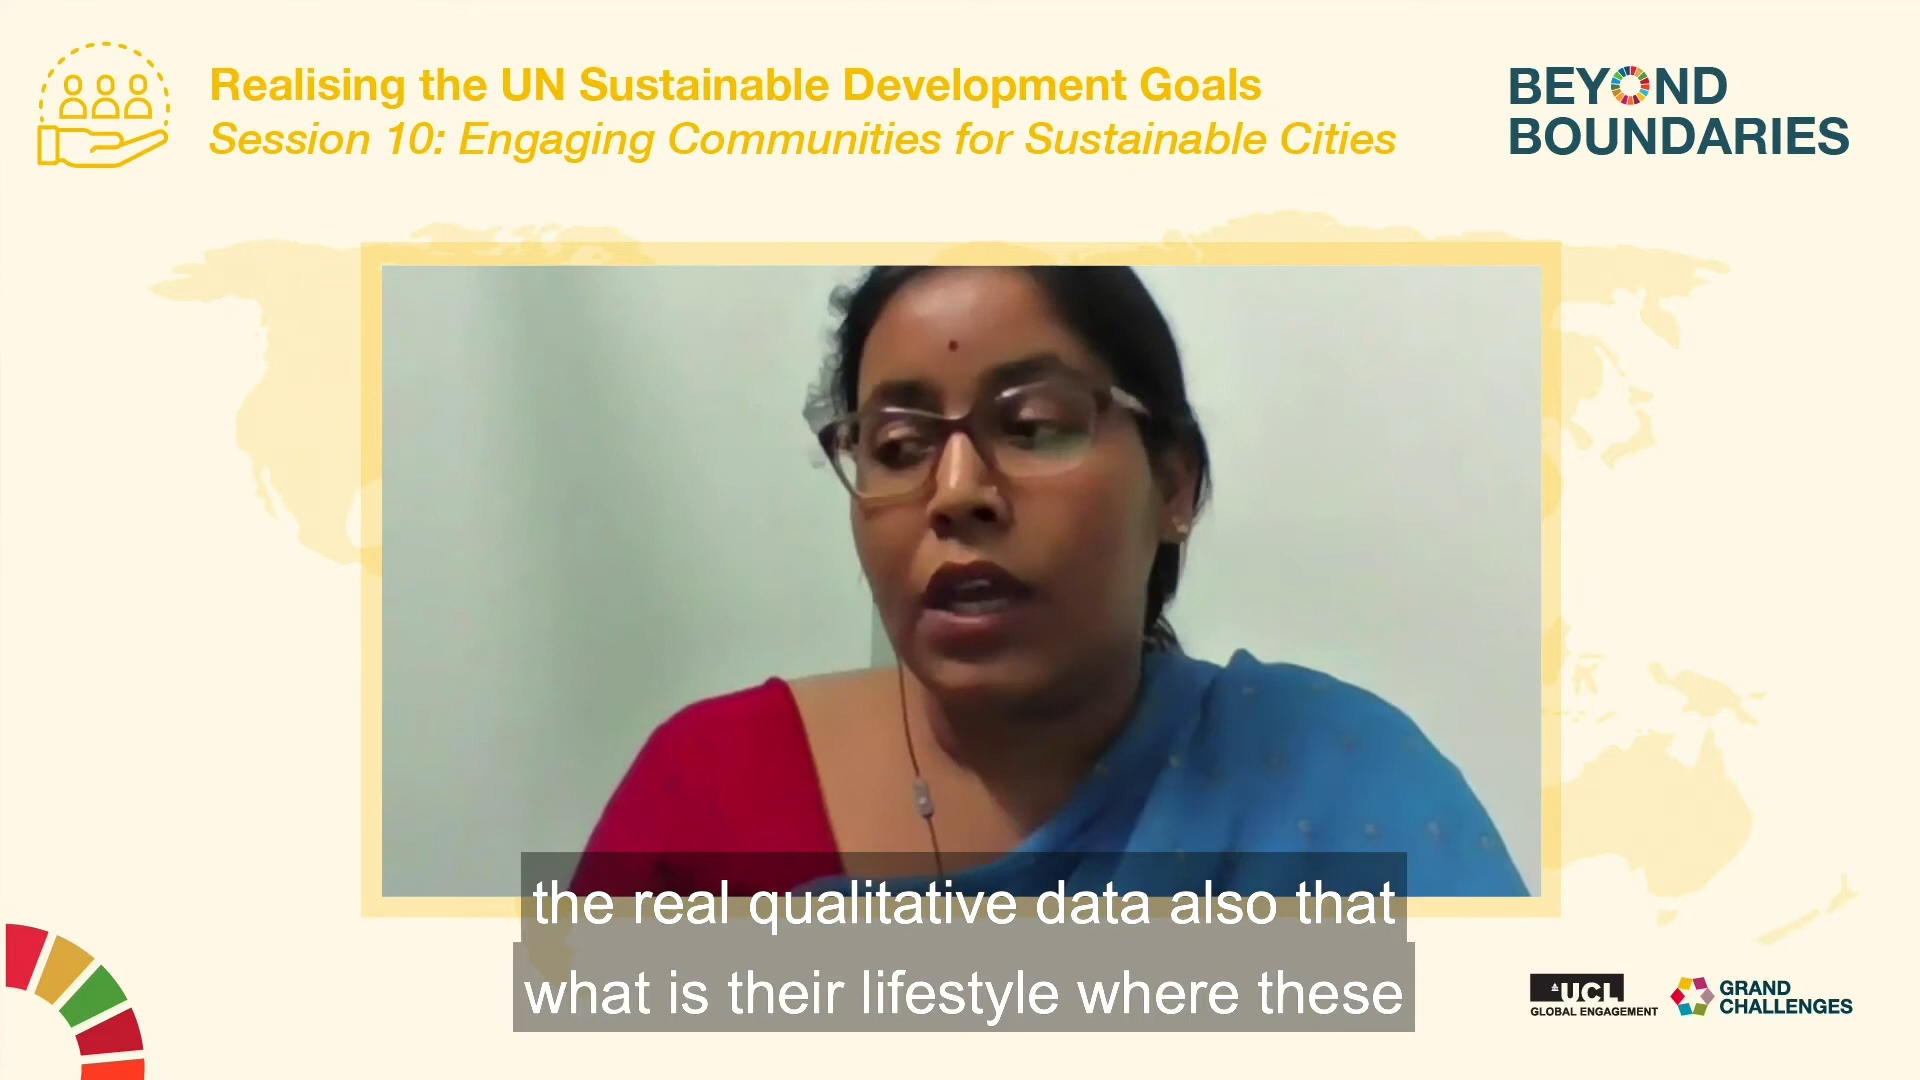 Realising the UN Sustainable Development Goals
Session 10: Engaging Communities for Sustainable Cities
BEYOND
BOUNDARIES
the real qualitative data also that
what is their lifestyle where these
UCL
GLOBAL ENGAGEMENT
GRAND
CHALLENGES